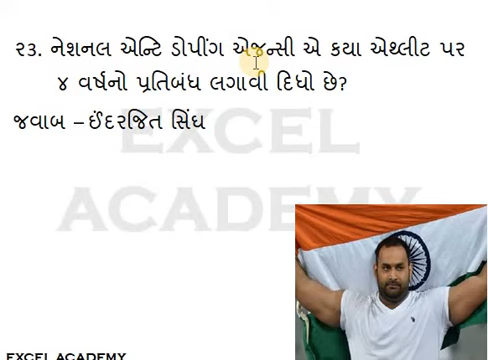 ૨૩. નેશનલ એન્ટિ ડોપીંગ એજન્સી એ કયા એથ્લીટ પર
૪ વર્ષનો પ્રતિબંધ લગાવી દિધો છે?
જવાબ – ઈંદરજિત સિંઘ
EXCEL
ACADEMY
EXCEL ACADEMY